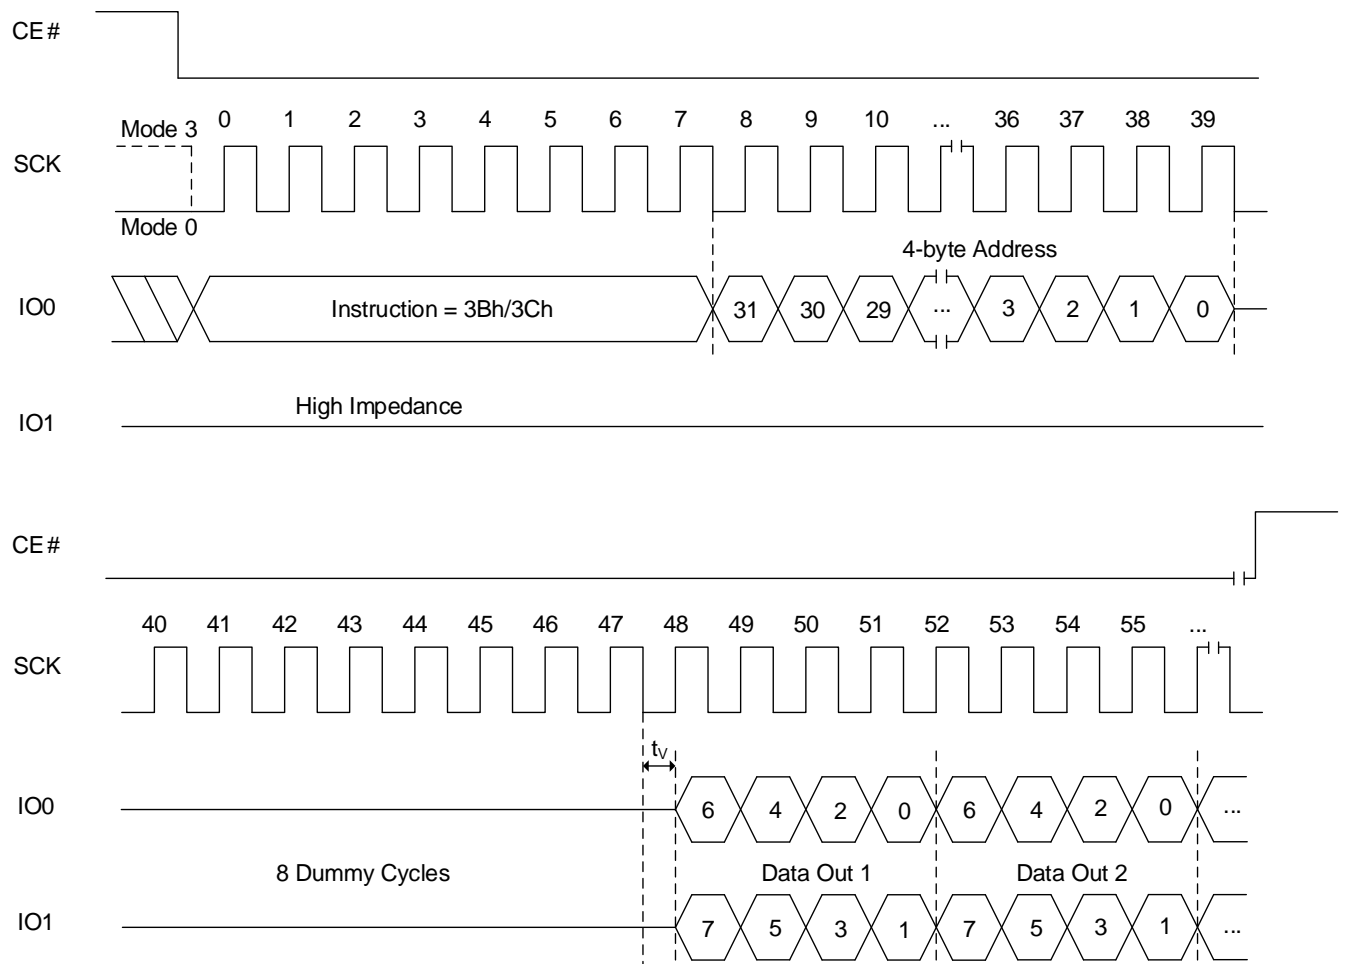 CE#
Mode 3 0 1 2 3 4 5 6 7 8 9 10 ... 36 37 38 39
SCK
Mode 0
4-byte Address
IO0 Instruction = 3Bh/3Ch 31 30 29 ... 3 2 1 0
High Impedance
IO1
CE#
40 41 42 43 44 45 46 47 48 49 50 51 52 53 54 55 ...
SCK
tV
IO0 6 4 2 0 6 4 2 0 ...
8 Dummy Cycles Data Out 1 Data Out 2
IO1 7 5 3 1 7 5 3 1 ...